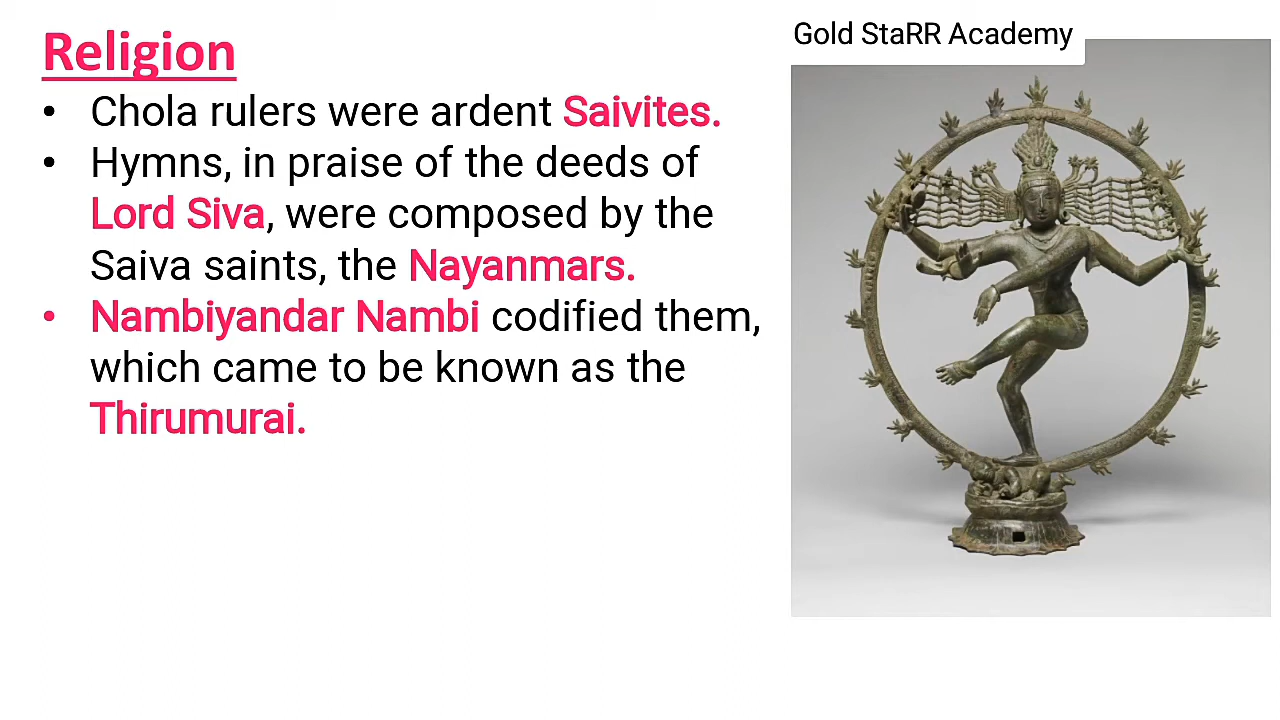 Religion
• Chola rulers were ardent Saivites.
• Hymns, in praise of the deeds of
Lord Siva, were composed by the
Saiva saints, the Nayanmars.
• Nambiyandar Nambi codified them,
which came to be known as the
Thirumurai.
Gold StaRR Academy